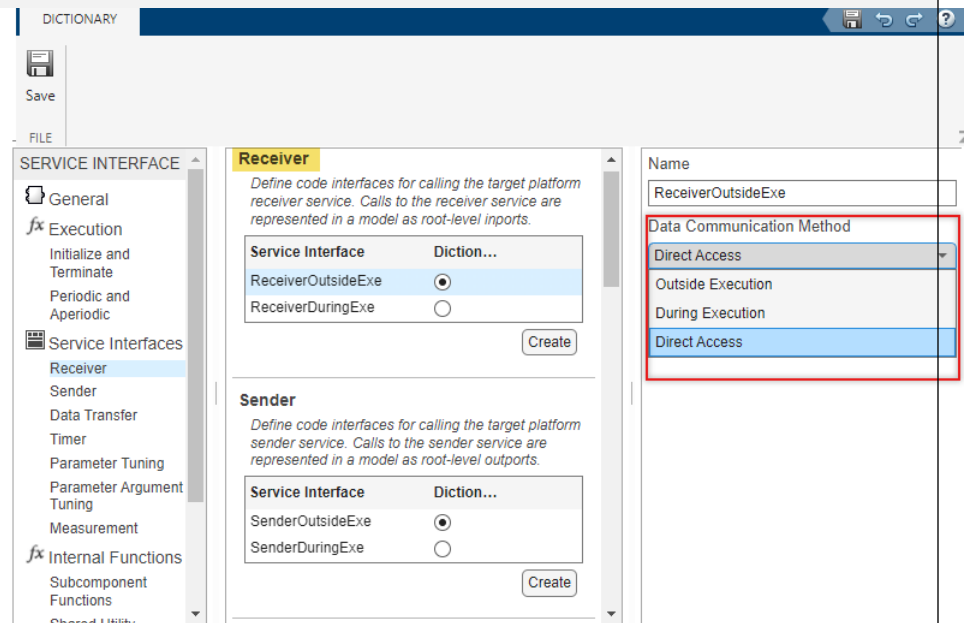 DICTIONARY
?
Save
FILE
SERVICE INTERFACE
General
fx Execution
Initialize and
Terminate
Periodic and
Aperiodic
Service Interfaces
Receiver
Sender
Data Transfer
Timer
Parameter Tuning
Parameter Argument
Tuning
Measurement
fx Internal Functions
Subcomponent
Functions
Shared Utility
Receiver
Define code interfaces for calling the target platform
receiver service. Calls to the receiver service are
represented in a model as root-level inports.
Service Interface Diction...
ReceiverOutsideExe
ReceiverDuringExe
Create
Sender
Define code interfaces for calling the target platform
sender service. Calls to the sender service are
represented in a model as root-level outports.
Service Interface Diction...
SenderOutsideExe
SenderDuringExe
Create
Name
ReceiverOutsideExe
Data Communication Method
Direct Access
Outside Execution
During Execution
Direct Access